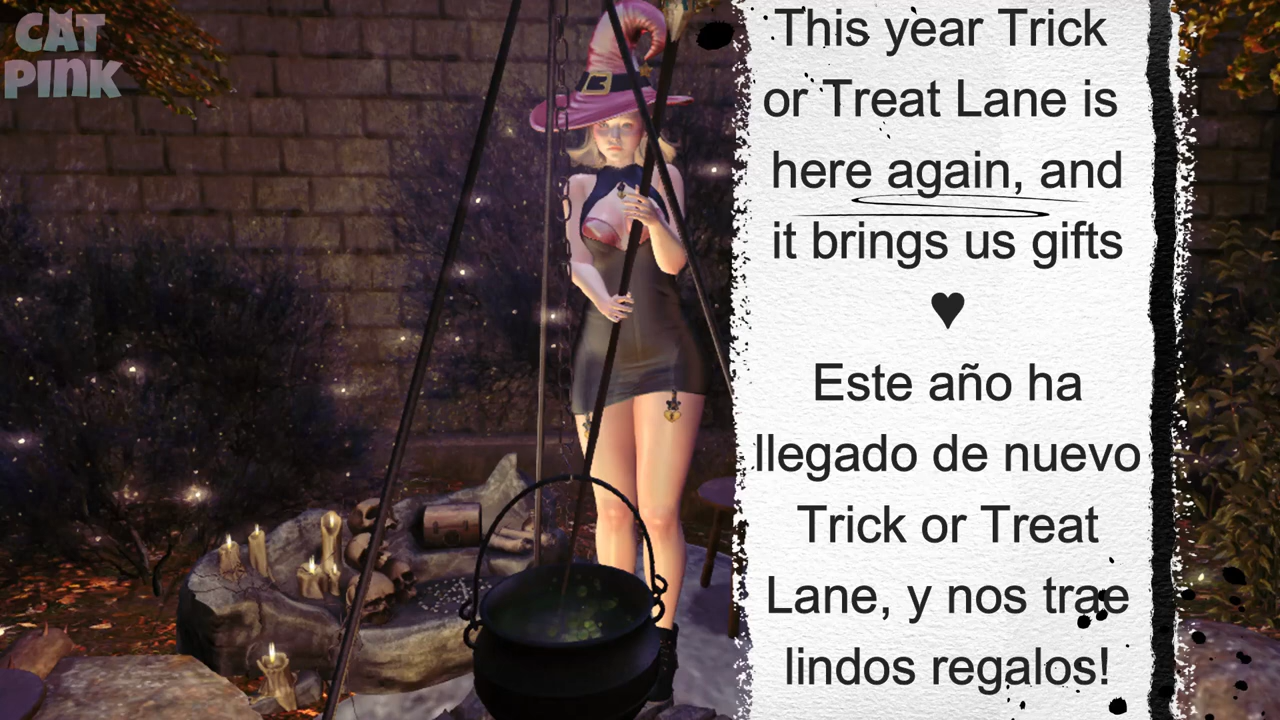 CAT
PINK
This year Trick
or Treat Lane is
here again, and
it brings us gifts
♥
Este año ha
llegado de nuevo
Trick or Treat
Lane, y nos trae
lindos regalos!